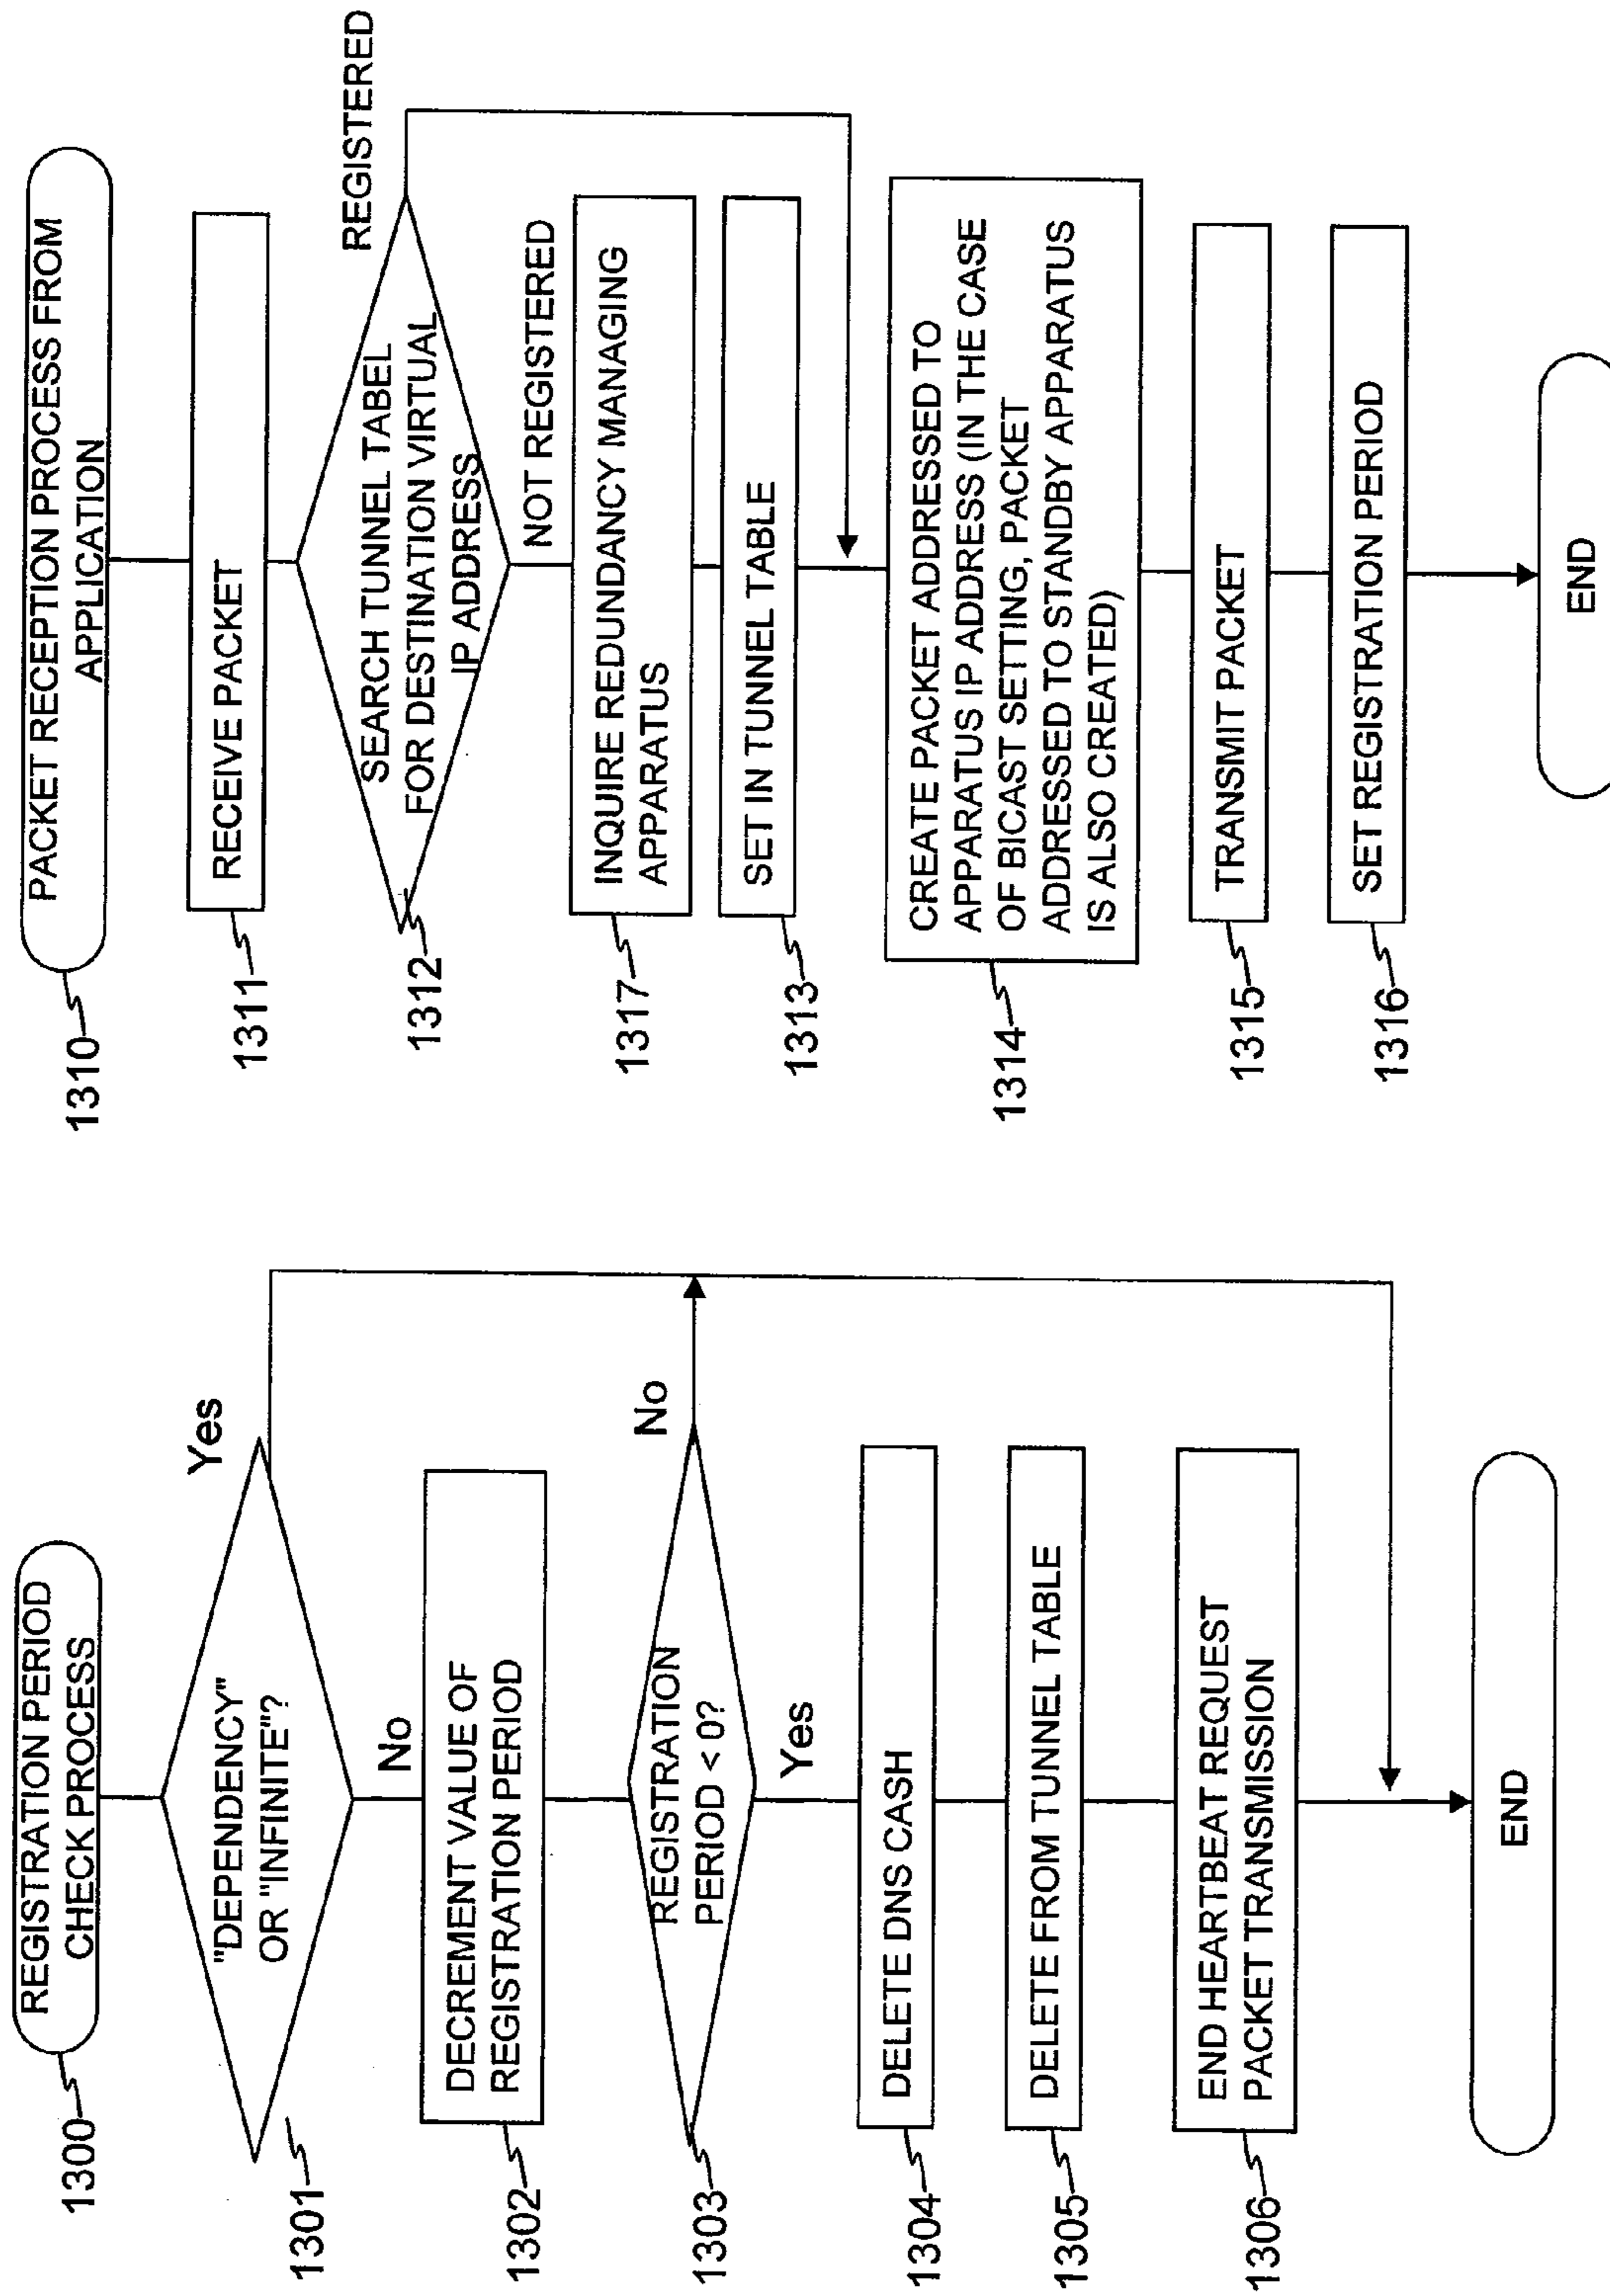 REGISTRATION PERIOD
CHECK PROCESS
1300
"DEPENDENCY"
OR "INFINITE"?
Yes
1301
No
DECREMENT VALUE OF
REGISTRATION PERIOD
1302
REGISTRATION
PERIOD < 0?
No
1303
Yes
DELETE DNS CASH
1304
DELETE FROM TUNNEL TABLE
1305
END HEARTBEAT REQUEST
PACKET TRANSMISSION
1306
END
PACKET RECEPTION PROCESS FROM
APPLICATION
1310
RECEIVE PACKET
1311
SEARCH TUNNEL TABEL
FOR DESTINATION VIRTUAL
IP ADDRESS
REGISTERED
1312
NOT REGISTERED
INQUIRE REDUNDANCY MANAGING
APPARATUS
1317
SET IN TUNNEL TABLE
1313
CREATE PACKET ADDRESSED TO
APPARATUS IP ADDRESS (IN THE CASE
OF BICAST SETTING, PACKET
ADDRESSED TO STANDBY APPARATUS
IS ALSO CREATED)
1314
TRANSMIT PACKET
1315
SET REGISTRATION PERIOD
1316
END